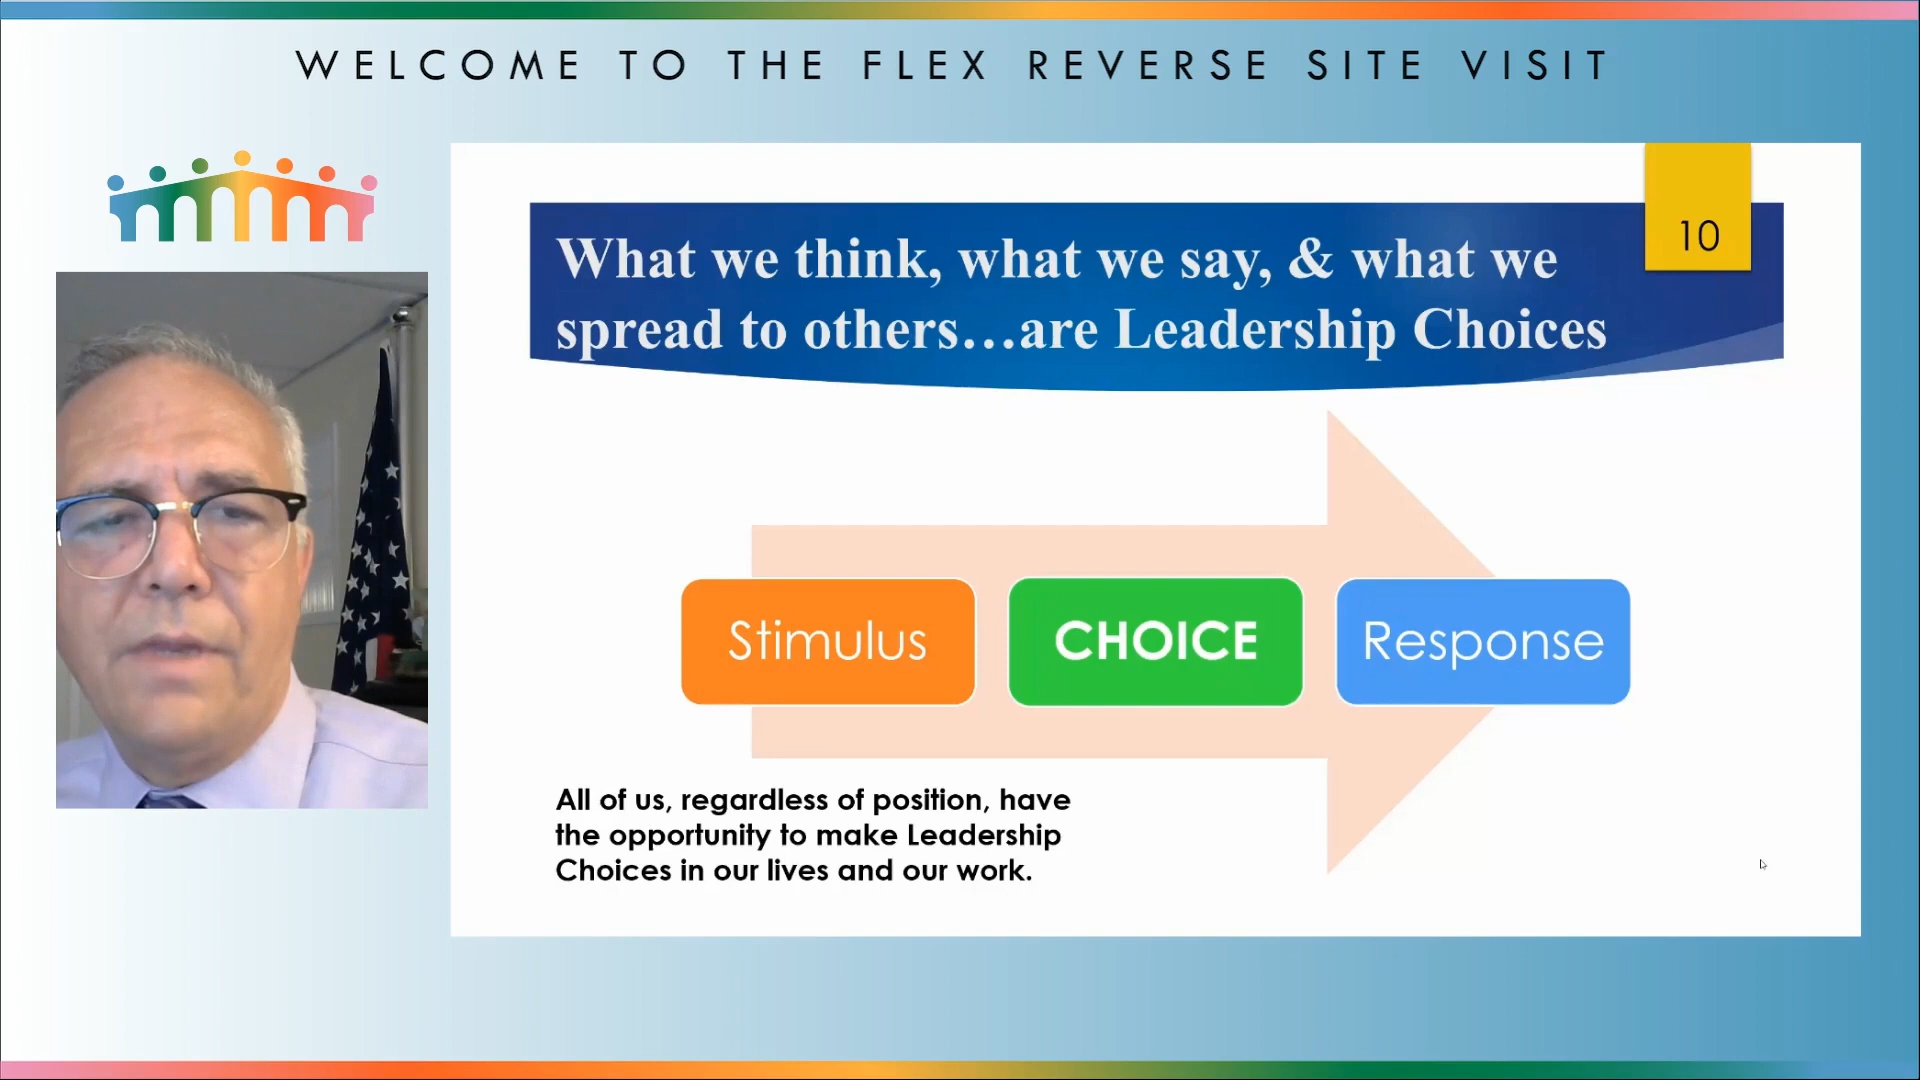 WELCOME TO THE FLEX REVERSE SITE VISIT
10
What we think, what we say, & what we
spread to others…are Leadership Choices
Stimulus
CHOICE
Response
All of us, regardless of position, have
the opportunity to make Leadership
Choices in our lives and our work.